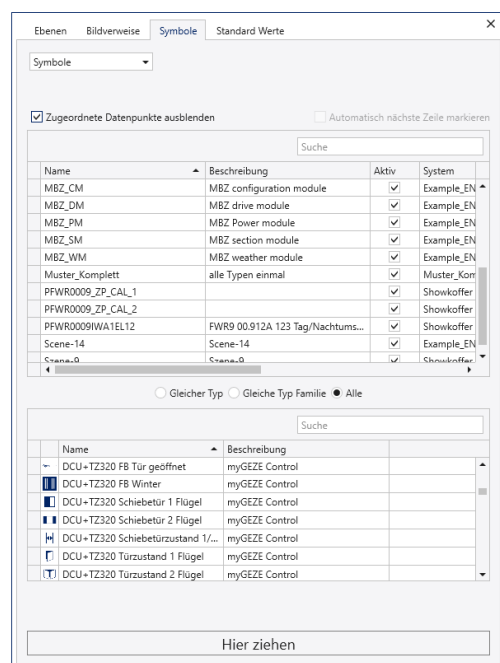 Ebenen Bildverweise Symbole Standard Werte
Symbole
Zugeordnete Datenpunkte ausblenden Automatisch nächste Zeile markieren
Suche
Name Beschreibung Aktiv System
MBZ_CM MBZ configuration module Example_EN
MBZ_DM MBZ drive module Example_EN
MBZ_PM MBZ Power module Example_EN
MBZ_SM MBZ section module Example_EN
MBZ_WM MBZ weather module Example_EN
Muster_Komplett alle Typen einmal Muster_Kom
PFWR0009_ZP_CAL_1 Showkoffer
PFWR0009_ZP_CAL_2 Showkoffer
PFWR0009IWA1EL12 FWR9 00.912A 123 Tag/Nachtums... Showkoffer
Scene-14 Scene-14 Example_EN
Szene-9 Szene-9 Showkoffer
Gleicher Typ Gleiche Typ Familie Alle
Suche
Name Beschreibung
DCU+TZ320 FB Tür geöffnet myGEZE Control
DCU+TZ320 FB Winter myGEZE Control
DCU+TZ320 Schiebetür 1 Flügel myGEZE Control
DCU+TZ320 Schiebetür 2 Flügel myGEZE Control
DCU+TZ320 Schiebetürzustand 1/... myGEZE Control
DCU+TZ320 Türzustand 1 Flügel myGEZE Control
DCU+TZ320 Türzustand 2 Flügel myGEZE Control
Hier ziehen